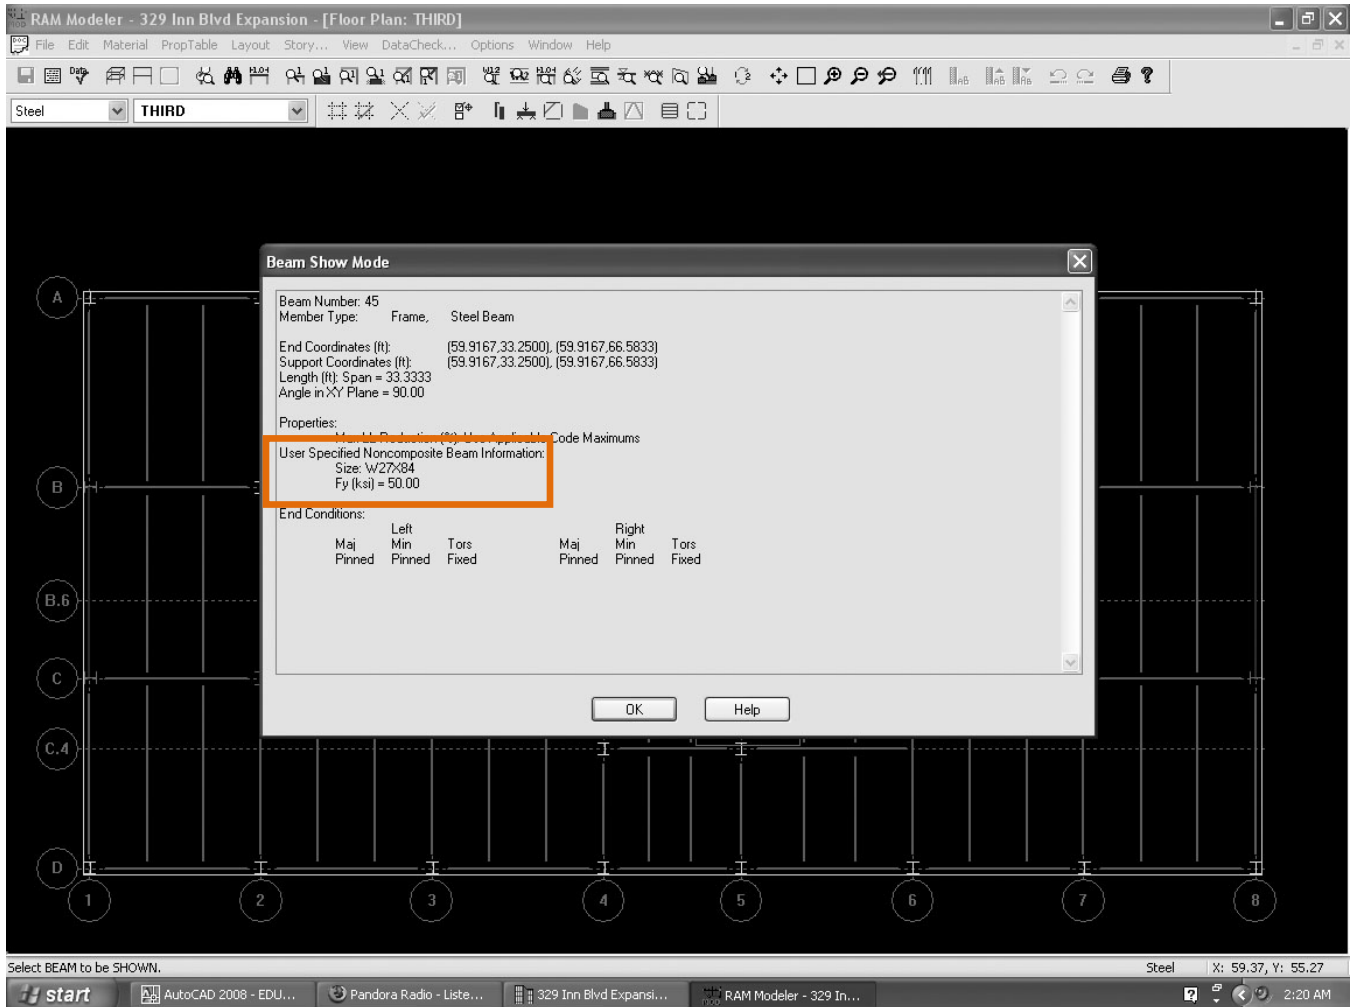 RAM Modeler - 329 Inn Blvd Expansion - [Floor Plan: THIRD]
File Edit Material PropTable Layout Story... View DataCheck... Options Window Help
Steel THIRD
Beam Show Mode
Beam Number: 45
Member Type: Frame, Steel Beam
End Coordinates (ft): (59.9167,33.2500), (59.9167,66.5833)
Support Coordinates (ft): (59.9167,33.2500), (59.9167,66.5833)
Length (ft): Span = 33.3333
Angle in XY Plane = 90.00
Properties:
Max LL Reduction (%): Use Applicable Code Maximums
User Specified Noncomposite Beam Information:
Size: W27X84
Fy (ksi) = 50.00
End Conditions:
Left Right
Maj Min Tors Maj Min Tors
Pinned Pinned Fixed Pinned Pinned Fixed
OK Help
A
B
B.6
C
C.4
D
1 2 3 4 5 6 7 8
Select BEAM to be SHOWN. Steel X: 59.37, Y: 55.27
start AutoCAD 2008 - EDU... Pandora Radio - Liste... 329 Inn Blvd Expansi... RAM Modeler - 329 In... 2:20 AM